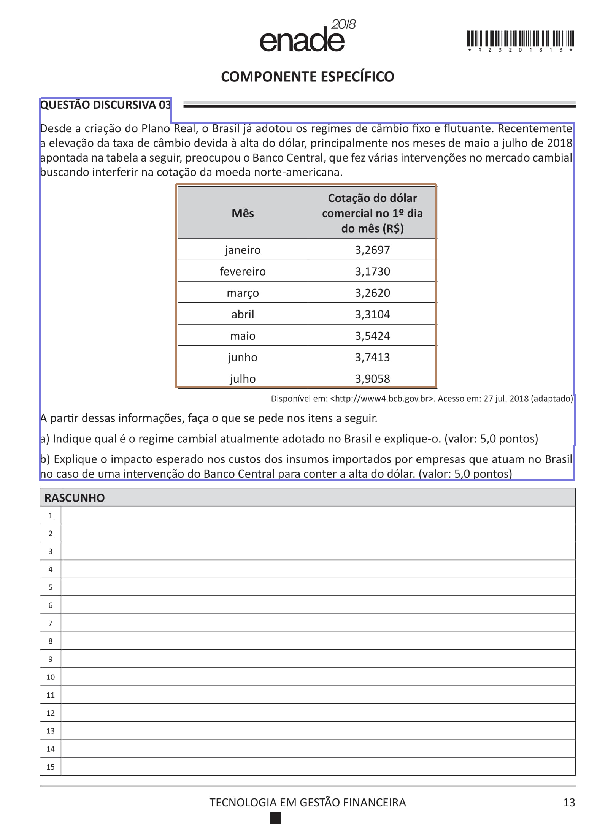 enade 2018
*R2320181 3*
COMPONENTE ESPECÍFICO
QUESTÃO DISCURSIVA 03
Desde a criação do Plano Real, o Brasil já adotou os regimes de câmbio fixo e flutuante. Recentemente
a elevação da taxa de câmbio devida à alta do dólar, principalmente nos meses de maio a julho de 2018
apontada na tabela a seguir, preocupou o Banco Central, que fez várias intervenções no mercado cambial
buscando interferir na cotação da moeda norte-americana.
Mês
Cotação do dólar
comercial no 1º dia
do mês (R$)
janeiro 3,2697
fevereiro 3,1730
março 3,2620
abril 3,3104
maio 3,5424
junho 3,7413
julho 3,9058
Disponível em: <http://www4.bcb.gov.br>. Acesso em: 27 jul. 2018 (adaptado)
A partir dessas informações, faça o que se pede nos itens a seguir.
a) Indique qual é o regime cambial atualmente adotado no Brasil e explique-o. (valor: 5,0 pontos)
b) Explique o impacto esperado nos custos dos insumos importados por empresas que atuam no Brasil
no caso de uma intervenção do Banco Central para conter a alta do dólar. (valor: 5,0 pontos)
RASCUNHO
1
2
3
4
5
6
7
8
9
10
11
12
13
14
15
TECNOLOGIA EM GESTÃO FINANCEIRA 13